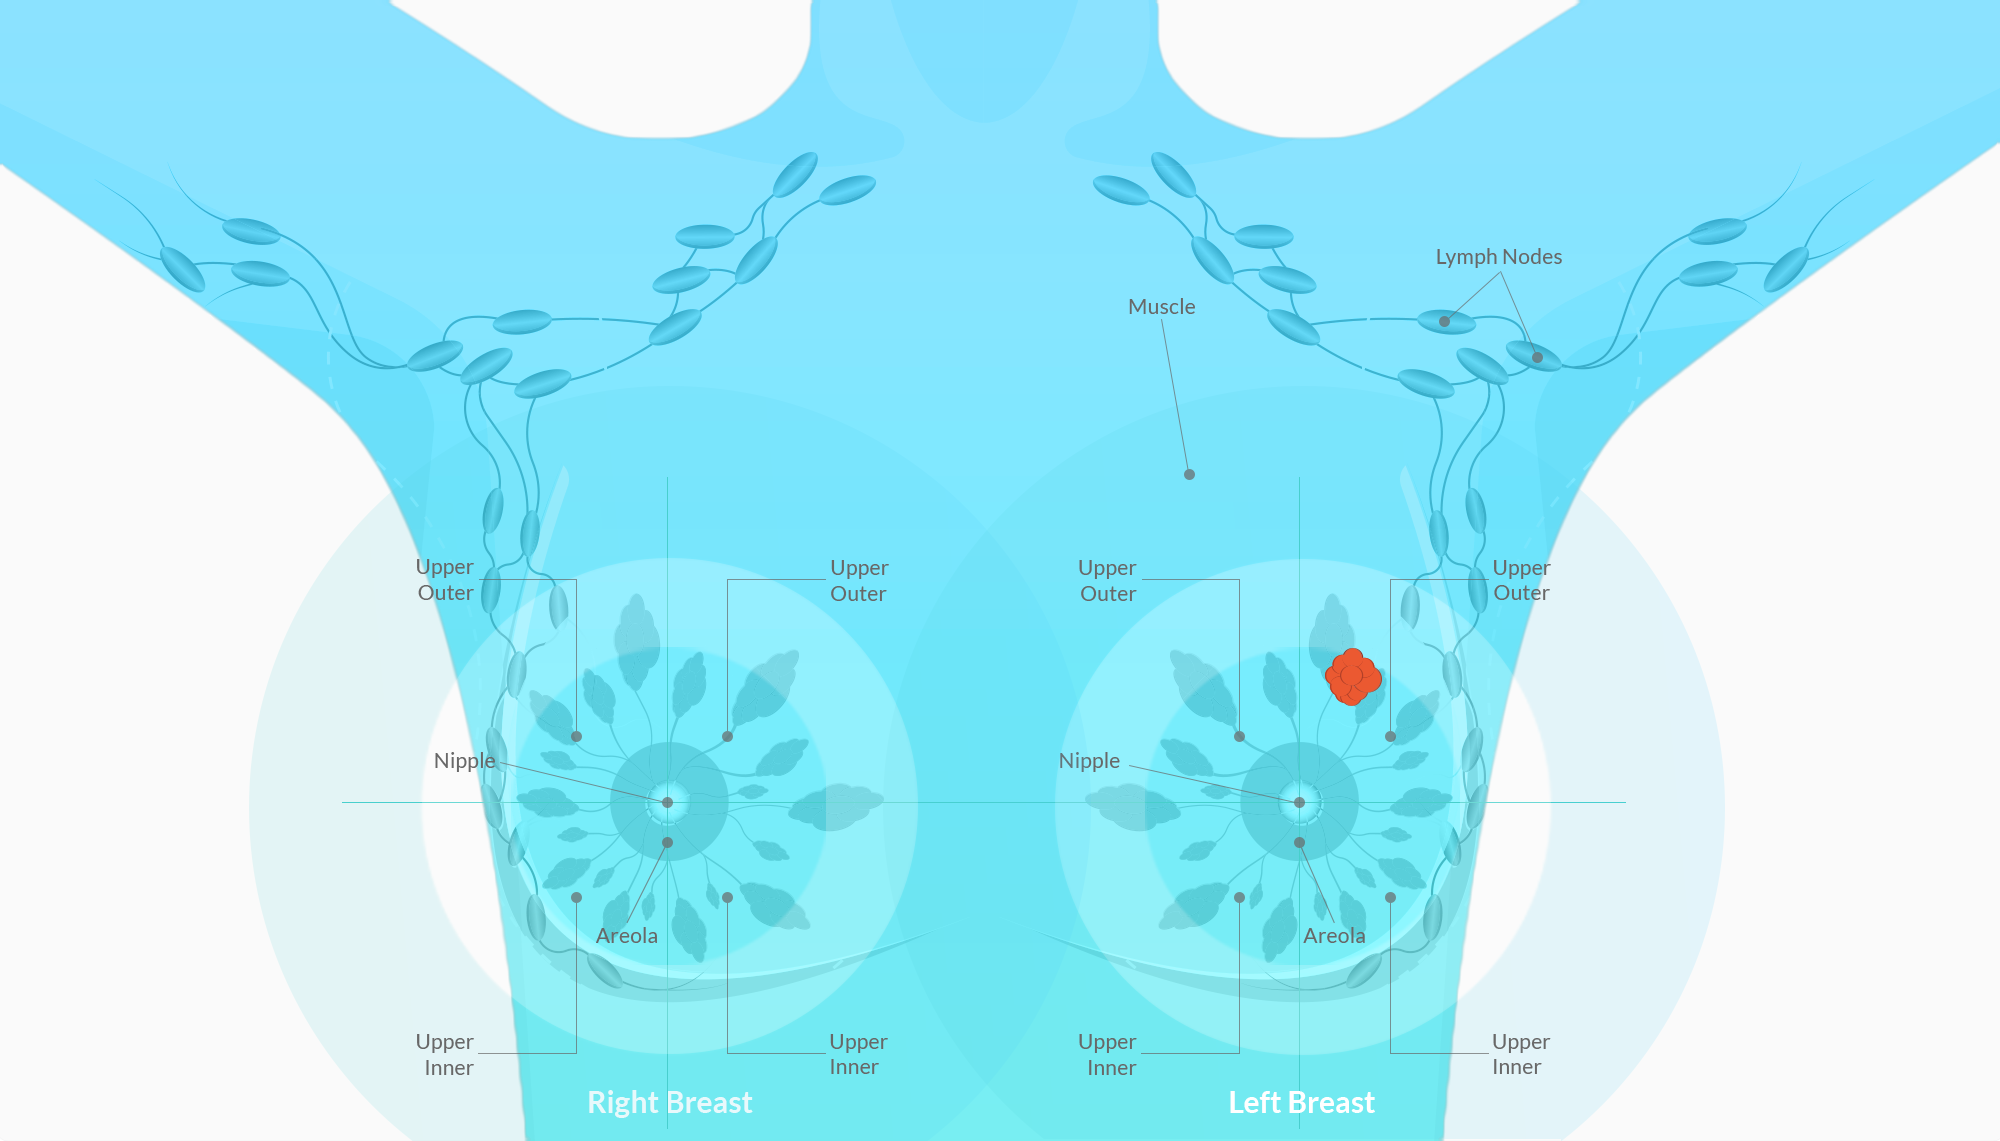 Lymph Nodes
Muscle
Upper
Outer
Upper
Outer
Upper
Outer
Upper
Outer
Nipple
Nipple
Areola
Areola
Upper
Inner
Upper
Inner
Upper
Inner
Upper
Inner
Right Breast
Left Breast